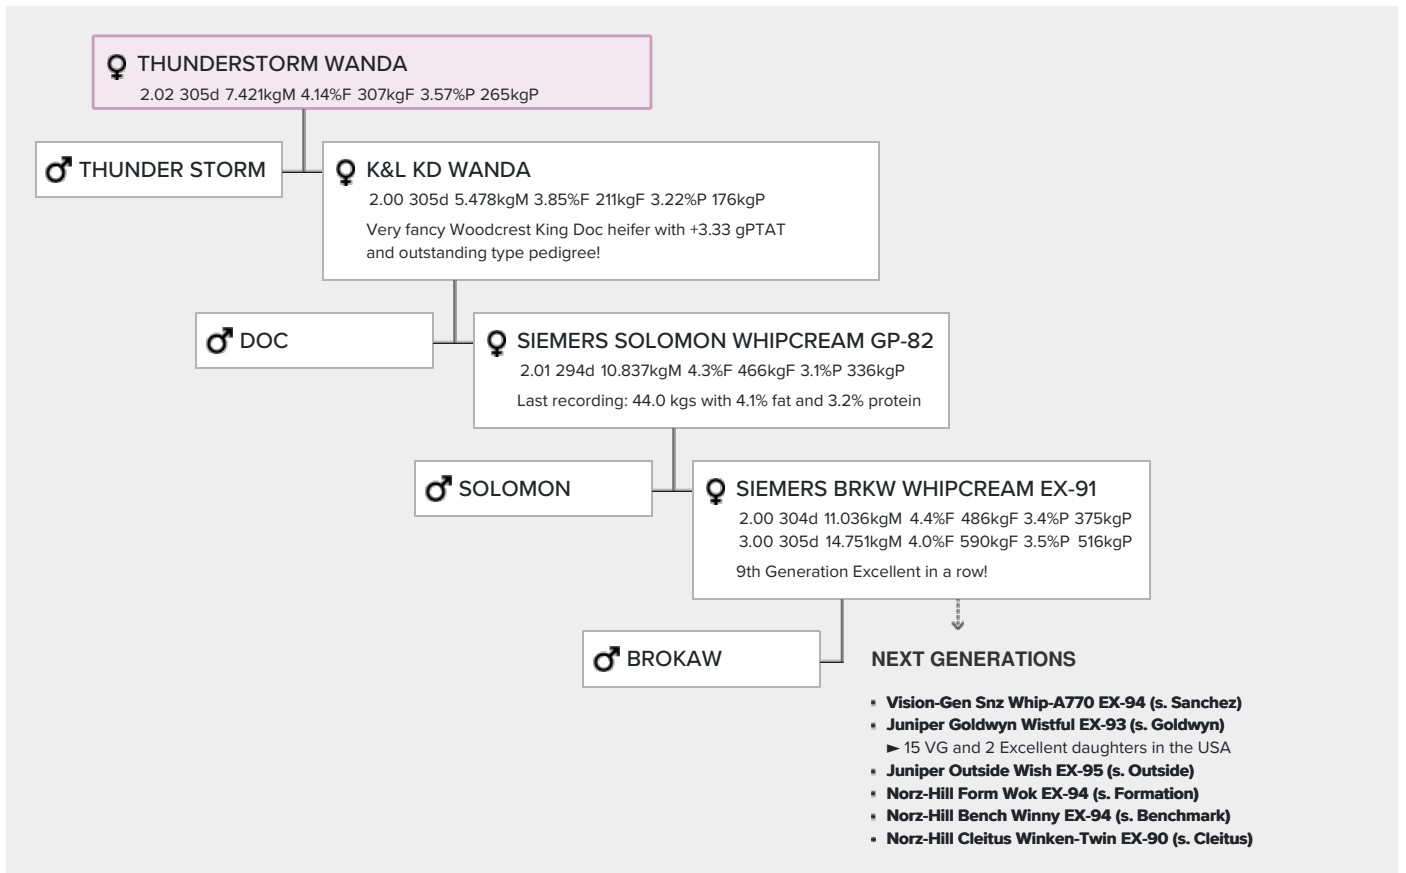 THUNDERSTORM WANDA
2.02 305d 7.421kgM 4.14%F 307kgF 3.57%P 265kgP
THUNDER STORM
K&L KD WANDA
2.00 305d 5.478kgM 3.85%F 211kgF 3.22%P 176kgP
Very fancy Woodcrest King Doc heifer with +3.33 gPTAT
and outstanding type pedigree!
DOC
SIEMERS SOLOMON WHIPCREAM GP-82
2.01 294d 10.837kgM 4.3%F 466kgF 3.1%P 336kgP
Last recording: 44.0 kgs with 4.1% fat and 3.2% protein
SOLOMON
SIEMERS BRKW WHIPCREAM EX-91
2.00 304d 11.036kgM 4.4%F 486kgF 3.4%P 375kgP
3.00 305d 14.751kgM 4.0%F 590kgF 3.5%P 516kgP
9th Generation Excellent in a row!
BROKAW
NEXT GENERATIONS
Vision-Gen Snz Whip-A770 EX-94 (s. Sanchez)
Juniper Goldwyn Wistful EX-93 (s. Goldwyn)
► 15 VG and 2 Excellent daughters in the USA
Juniper Outside Wish EX-95 (s. Outside)
Norz-Hill Form Wok EX-94 (s. Formation)
Norz-Hill Bench Winny EX-94 (s. Benchmark)
Norz-Hill Cleitus Winken-Twin EX-90 (s. Cleitus)